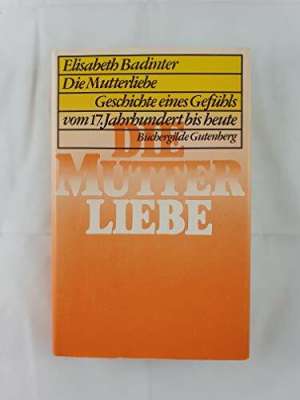 Elisabeth Badinter
Die Mutterliebe
Geschichte eines Gefühls
vom 17. Jahrhundert bis heute
Büchergilde Gutenberg
DIE
MUTTER
LIEBE